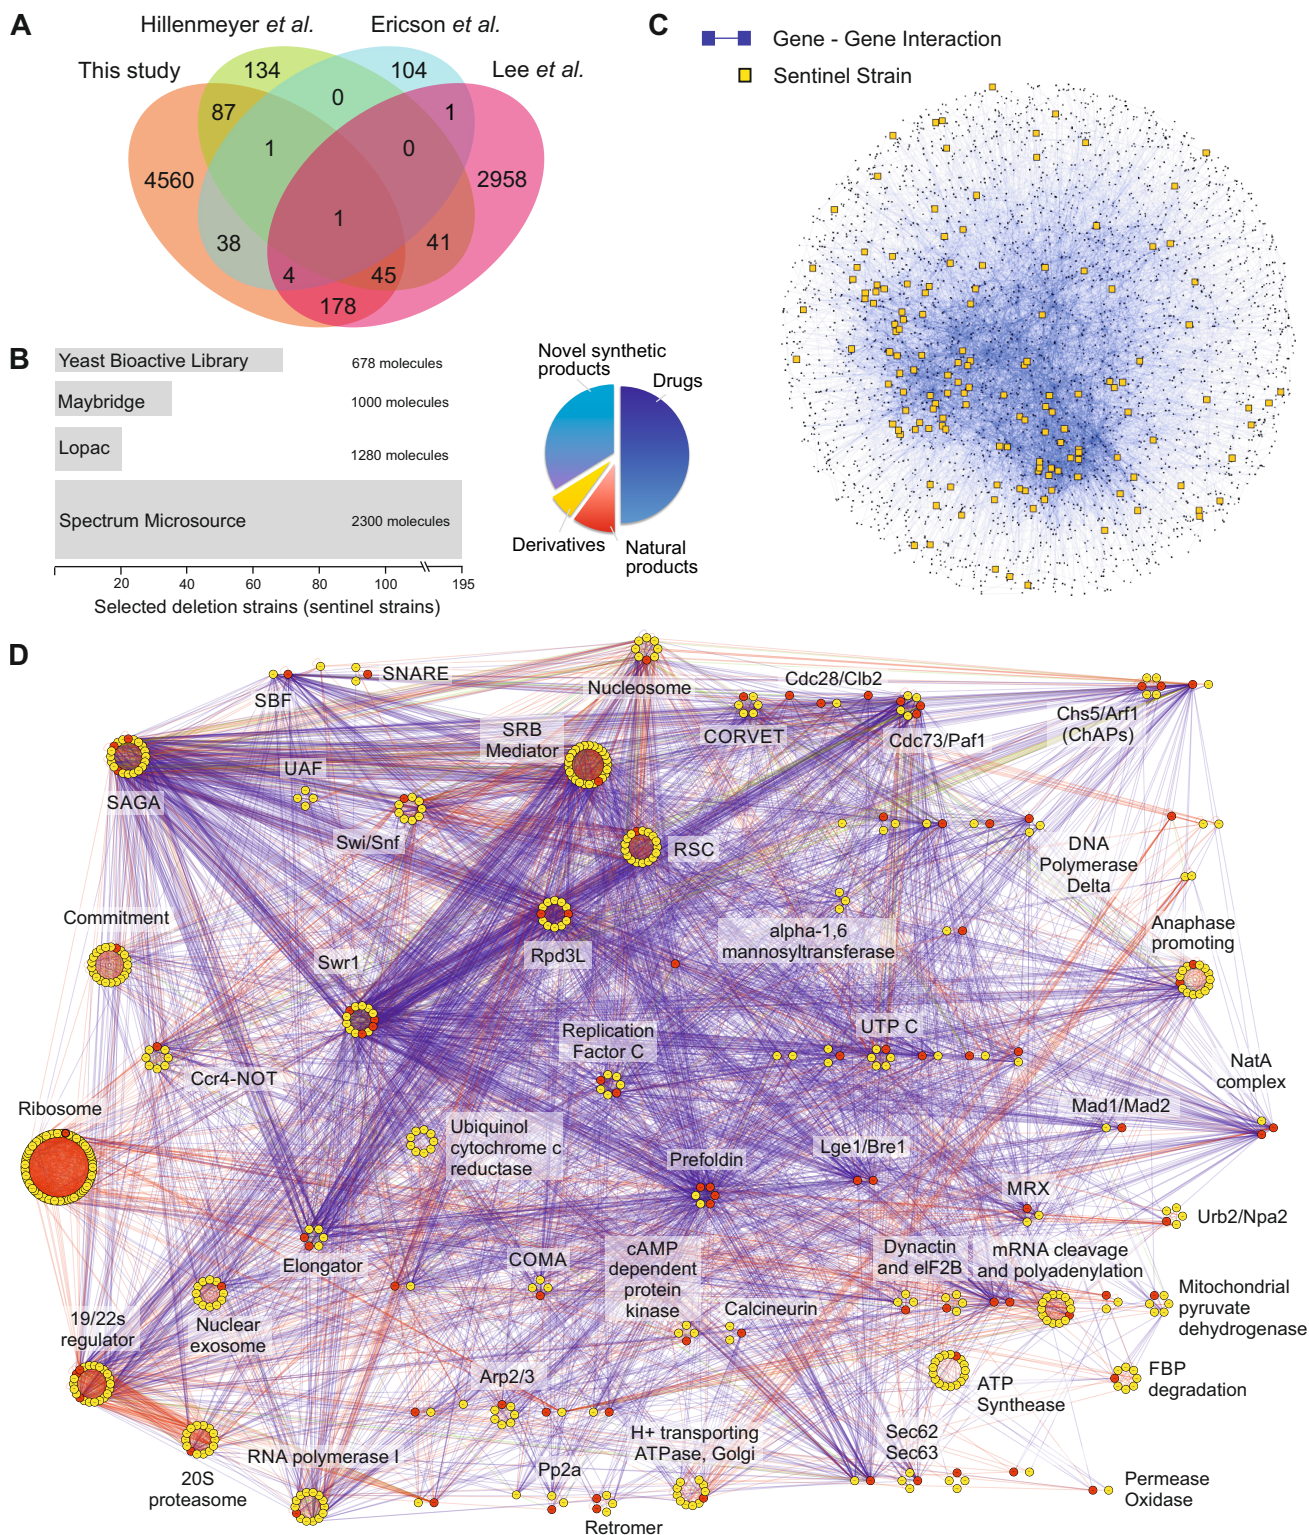 A
Hillenmeyer et al.
Ericson et al.
This study
Lee et al.
134
104
87
0
1
1
0
4560
2958
1
38
41
4
45
178
B
Yeast Bioactive Library
678 molecules
Maybridge
1000 molecules
Lopac
1280 molecules
Spectrum Microsource
2300 molecules
20
40
60
80
100
195
Selected deletion strains (sentinel strains)
Novel synthetic
products
Drugs
Derivatives
Natural
products
C
Gene - Gene Interaction
Sentinel Strain
D
SNARE
SBF
Nucleosome
Cdc28/Clb2
CORVET
Cdc73/Paf1
Chs5/Arf1
(ChAPs)
SRB
Mediator
UAF
SAGA
Swi/Snf
RSC
DNA
Polymerase
Delta
Commitment
Swr1
Rpd3L
alpha-1,6
mannosyltransferase
Anaphase
promoting
Replication
Factor C
UTP C
NatA
complex
Ccr4-NOT
Ribosome
Mad1/Mad2
Ubiquinol
cytochrome c
reductase
Prefoldin
Lge1/Bre1
MRX
Urb2/Npa2
Elongator
COMA
cAMP
dependent
protein
kinase
Calcineurin
Dynactin
and eIF2B
mRNA cleavage
and polyadenylation
Mitochondrial
pyruvate
dehydrogenase
19/22s
regulator
Nuclear
exosome
Arp2/3
ATP
Synthease
FBP
degradation
RNA polymerase I
H+ transporting
ATPase, Golgi
Sec62
Sec63
20S
proteasome
Pp2a
Retromer
Permease
Oxidase